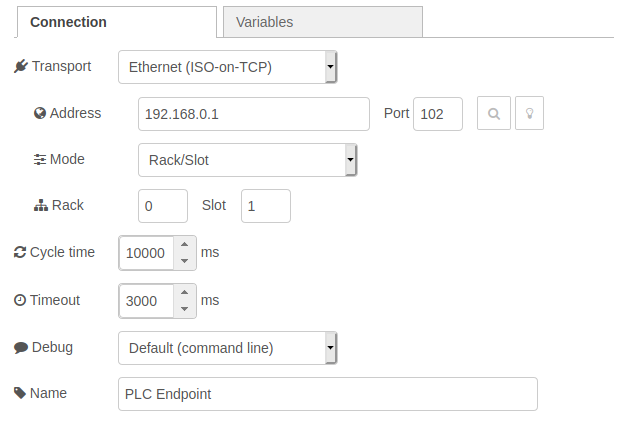 Connection Variables
Transport Ethernet (ISO-on-TCP)
Address 192.168.0.1 Port 102
Mode Rack/Slot
Rack 0 Slot 1
Cycle time 10000 ms
Timeout 3000 ms
Debug Default (command line)
Name PLC Endpoint